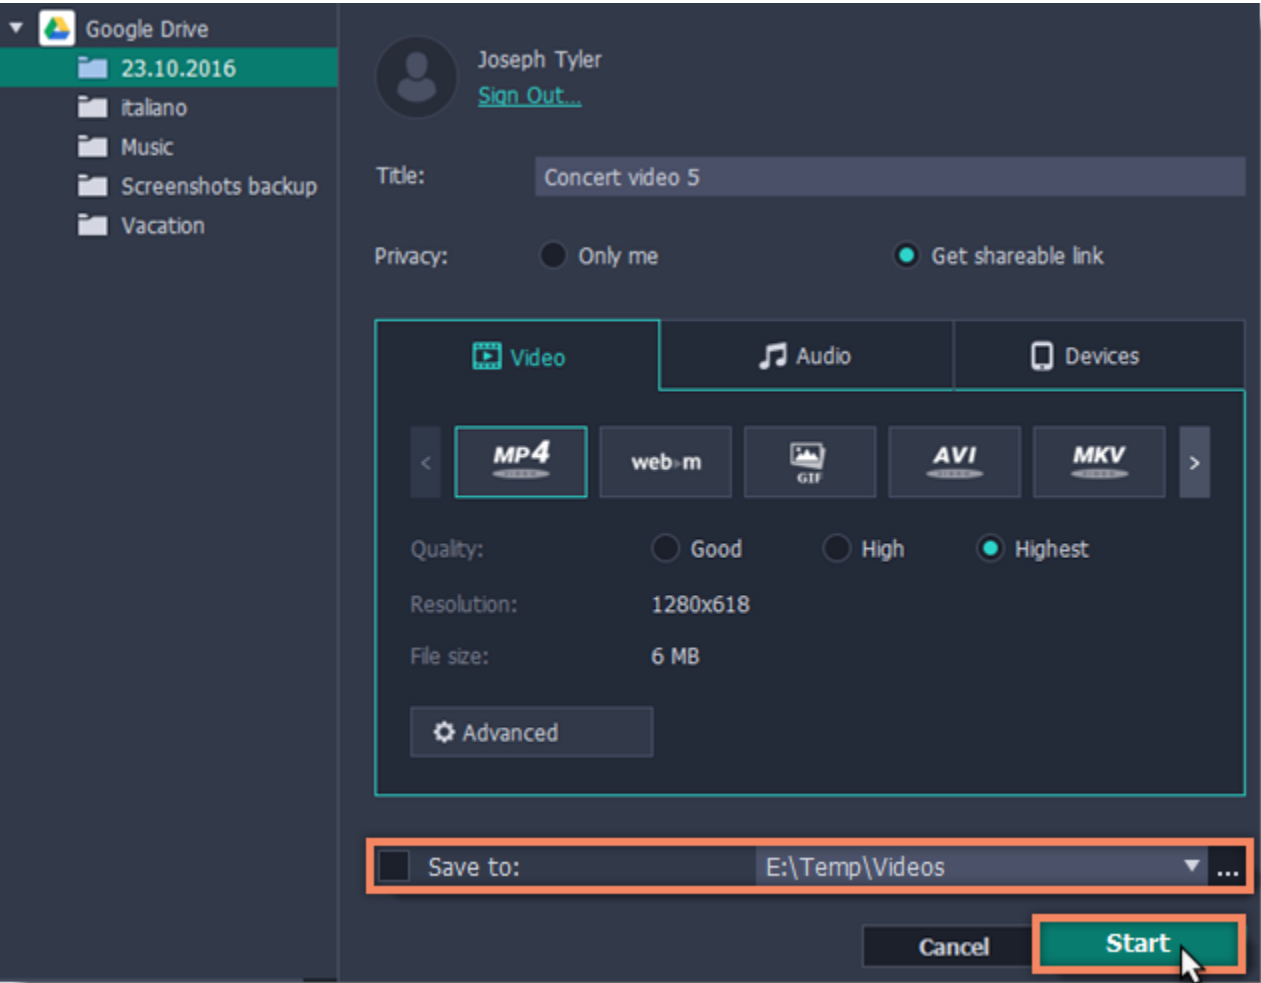 Google Drive
23.10.2016
italiano
Music
Screenshots backup
Vacation
Joseph Tyler
Sign Out...
Title: Concert video 5
Privacy: Only me Get shareable link
Video Audio Devices
< MP4 web m GIF AVI MKV >
Quality: Good High Highest
Resolution: 1280x618
File size: 6 MB
Advanced
Save to: E:\Temp\Videos ...
Cancel Start